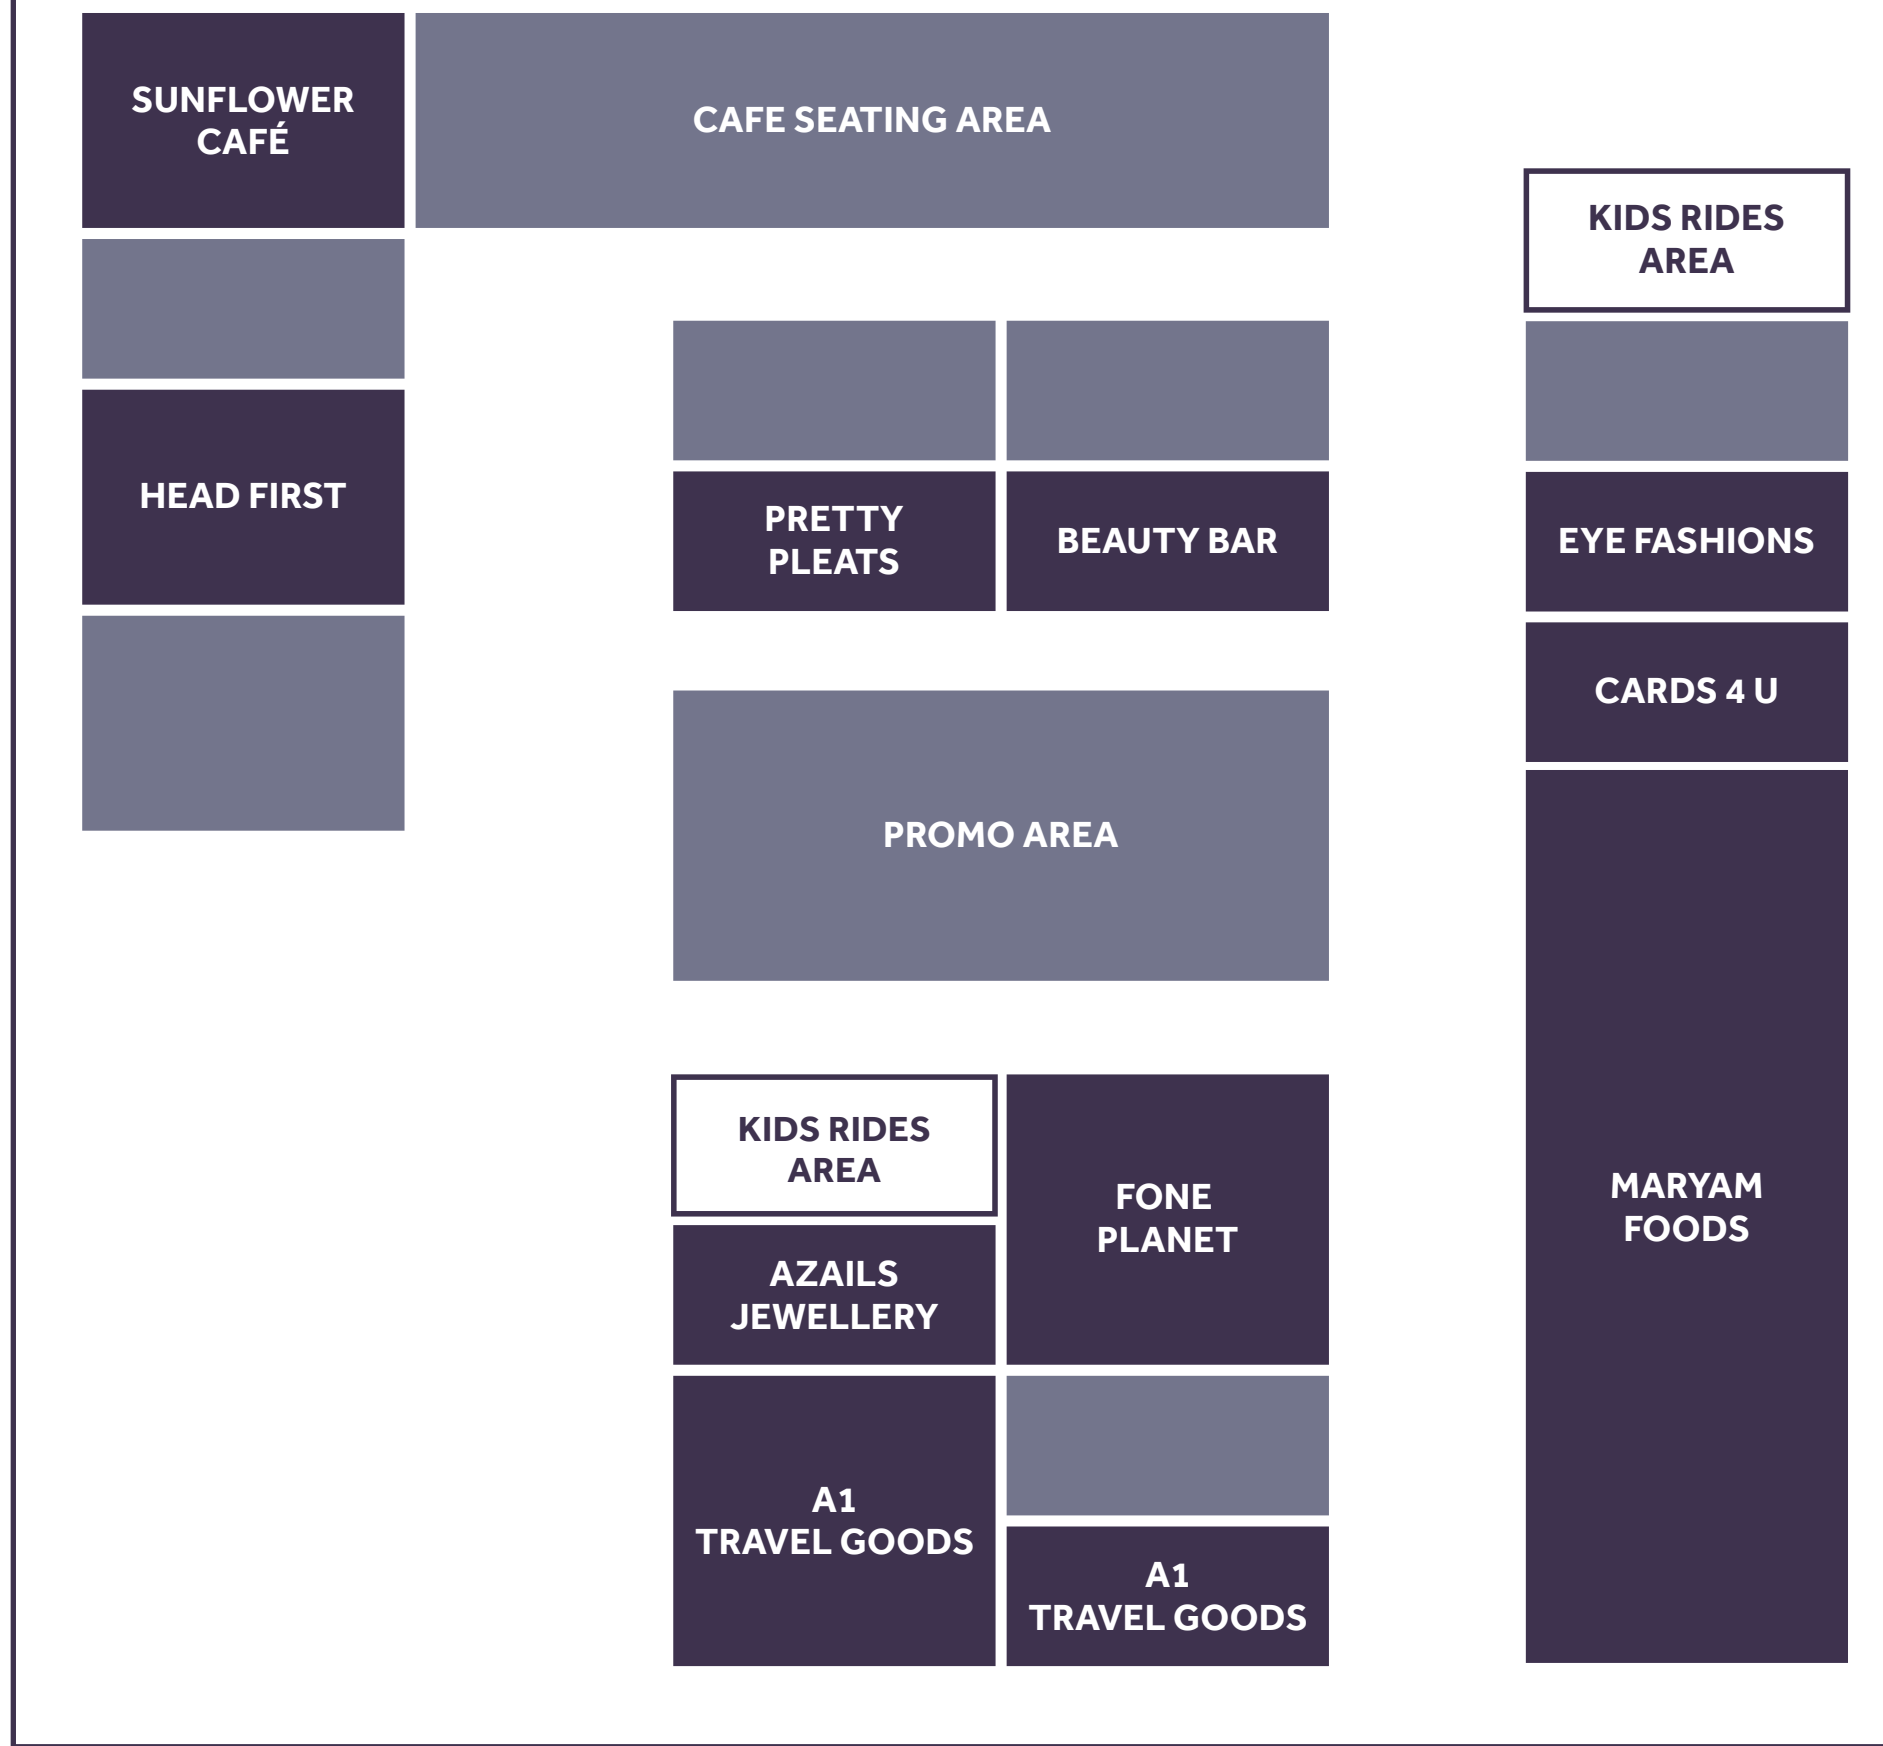 SUNFLOWER
CAFÉ
CAFE SEATING AREA
KIDS RIDES
AREA
HEAD FIRST
PRETTY
PLEATS
BEAUTY BAR
EYE FASHIONS
CARDS 4 U
PROMO AREA
KIDS RIDES
AREA
FONE
PLANET
MARYAM
FOODS
AZAILS
JEWELLERY
A1
TRAVEL GOODS
A1
TRAVEL GOODS